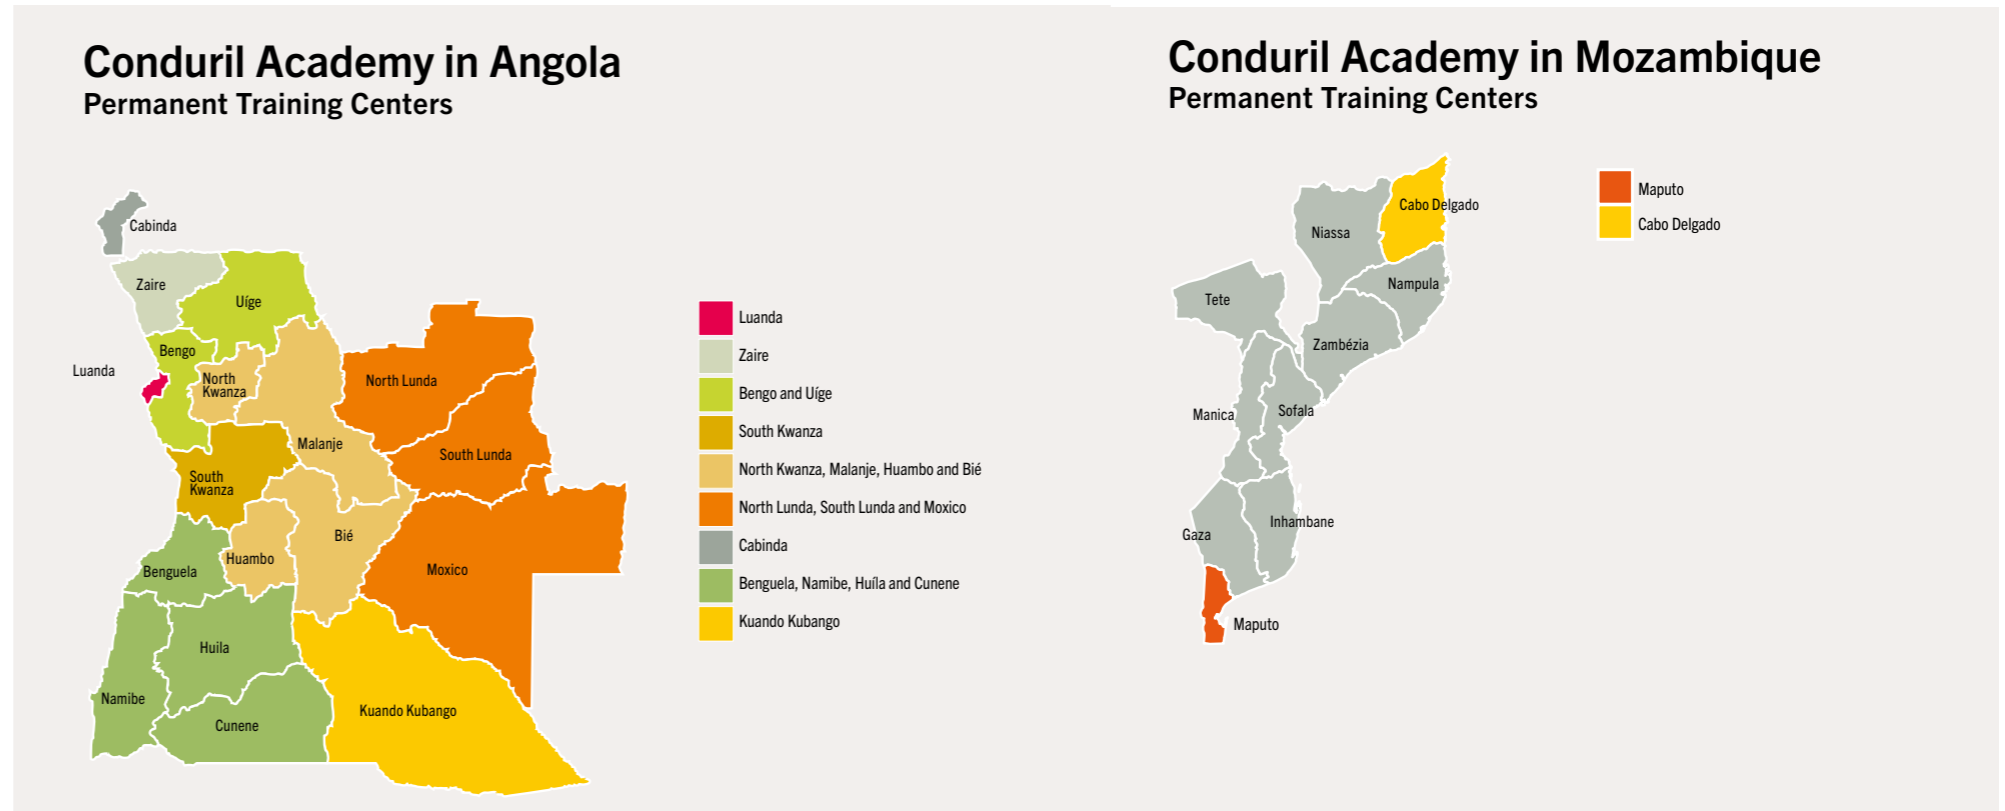 Conduril Academy in Angola
Permanent Training Centers
Cabinda
Zaire
Uíge
Bengo
Luanda
North
Kwanza
North Lunda
Malanje
South Lunda
South
Kwanza
Bié
Huambo
Moxico
Benguela
Huila
Namibe
Cunene
Kuando Kubango
Luanda
Zaire
Bengo and Uíge
South Kwanza
North Kwanza, Malanje, Huambo and Bié
North Lunda, South Lunda and Moxico
Cabinda
Benguela, Namibe, Huíla and Cunene
Kuando Kubango
Conduril Academy in Mozambique
Permanent Training Centers
Cabo Delgado
Niassa
Nampula
Tete
Zambézia
Manica
Sofala
Inhambane
Gaza
Maputo
Maputo
Cabo Delgado